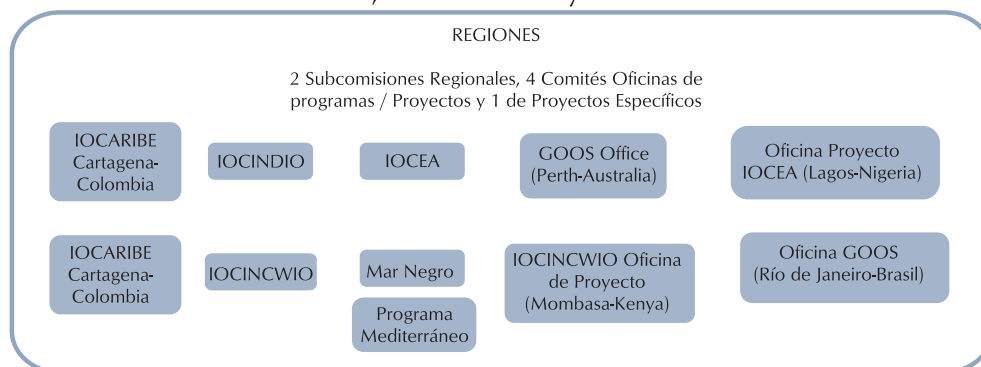 REGIONES
2 Subcomisiones Regionales, 4 Comités Oficinas de
programas / Proyectos y 1 de Proyectos Específicos
IOCARIBE
Cartagena-
Colombia
IOCINDIO
IOCEA
GOOS Office
(Perth-Australia)
Oficina Proyecto
IOCEA (Lagos-Nigeria)
IOCARIBE
Cartagena-
Colombia
IOCINCWIO
Mar Negro
Programa
Mediterráneo
IOCINCWIO Oficina
de Proyecto
(Mombasa-Kenya)
Oficina GOOS
(Río de Janeiro-Brasil)